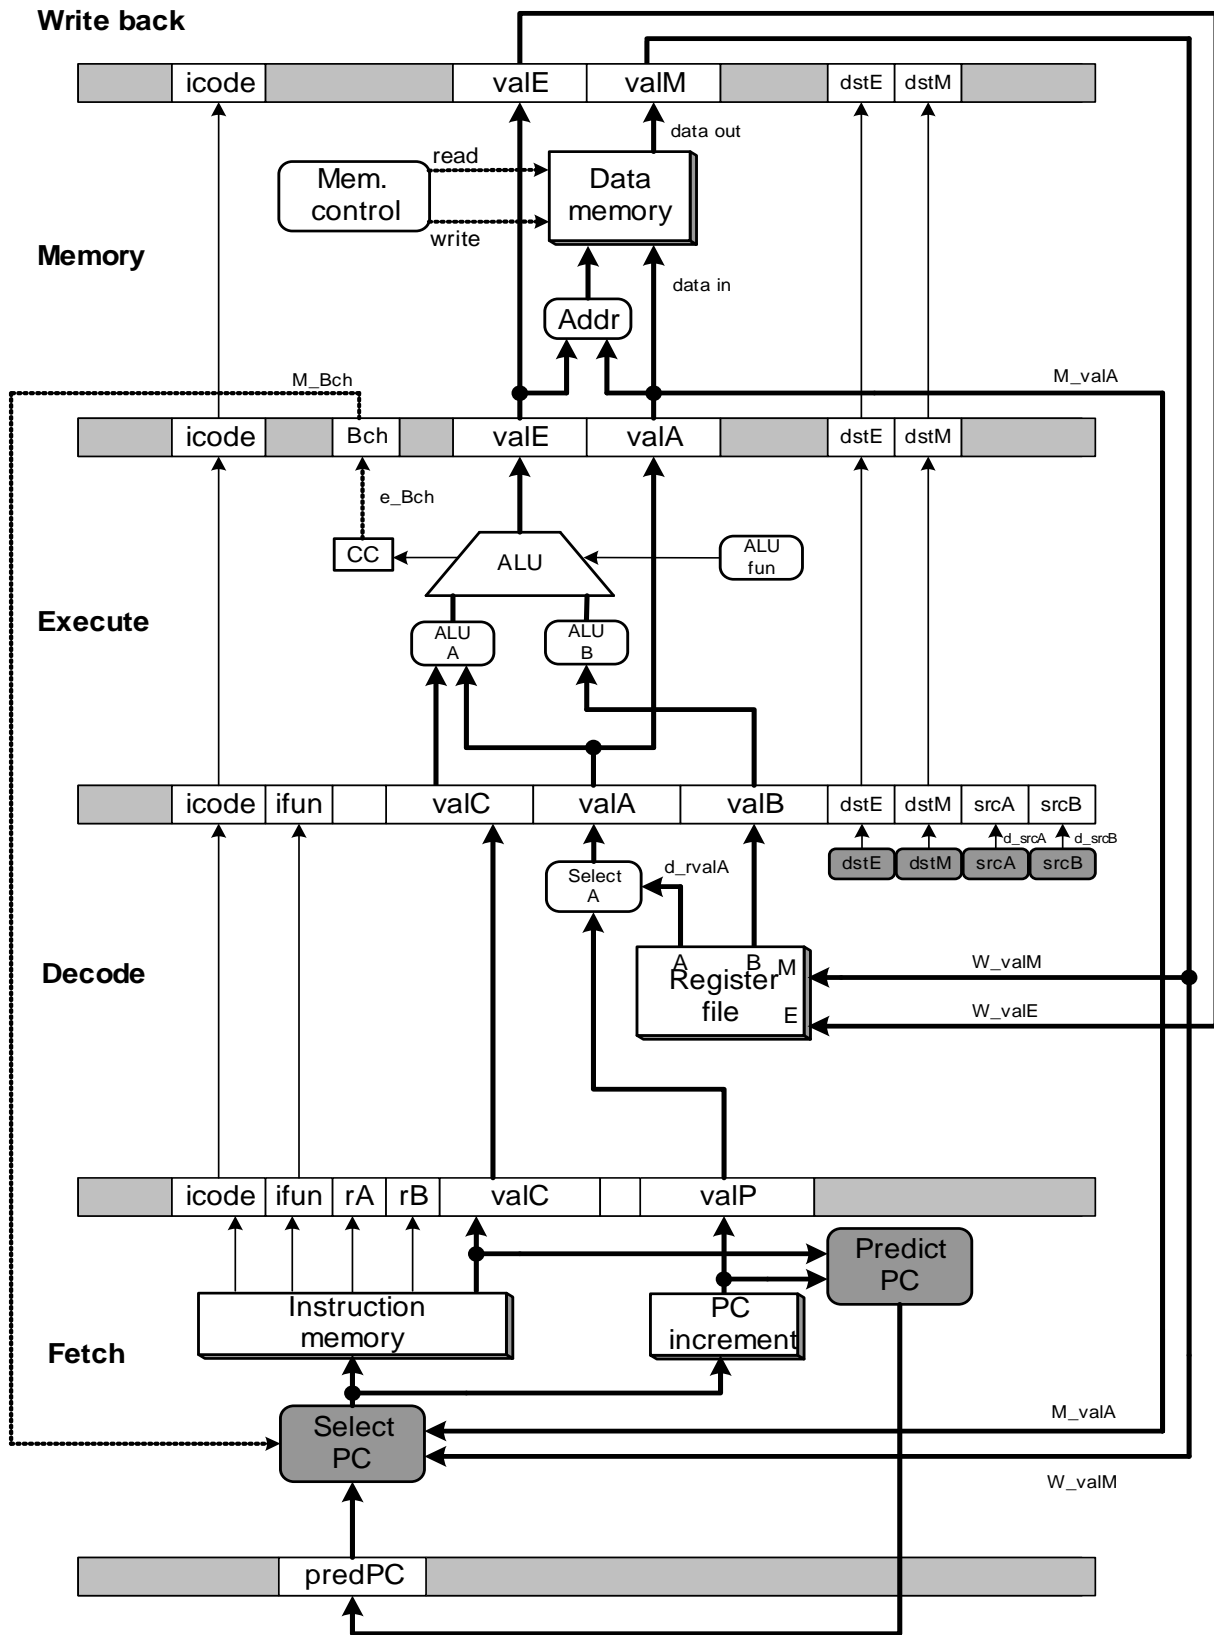 Write back
icode valE valM dstE dstM
data out
read
Mem.
control
Data
memory
write
Memory
data in
Addr
M_Bch
M_valA
icode Bch valE valA dstE dstM
e_Bch
CC
ALU
ALU
fun
Execute
ALU
A
ALU
B
icode ifun valC valA valB dstE dstM srcA srcB
d_srcA d_srcB
dstE dstM srcA srcB
Select
A
d_rvalA
Decode
A B M
Register
file
E
W_valM
W_valE
icode ifun rA rB valC valP
Predict
PC
Instruction
memory
PC
increment
Fetch
M_valA
Select
PC
W_valM
predPC